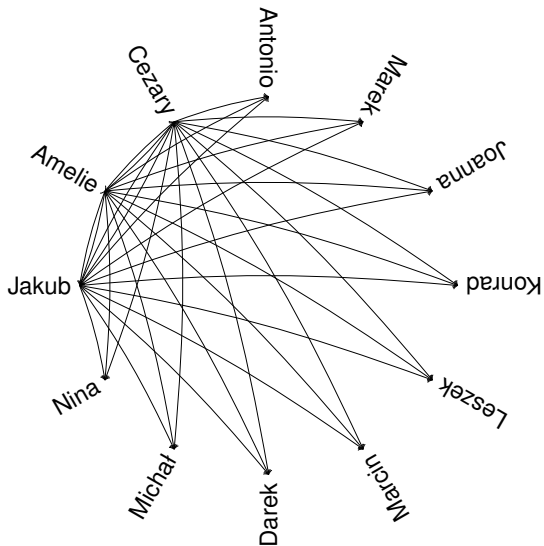 Antonio
Cezary
Marek
Amelie
Joanna
Jakub
Konrad
Nina
Leszek
Michał
Darek
Marcin